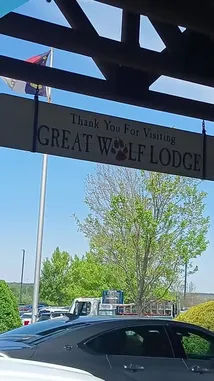 Thank You For Visiting
GREAT WOLF LODGE